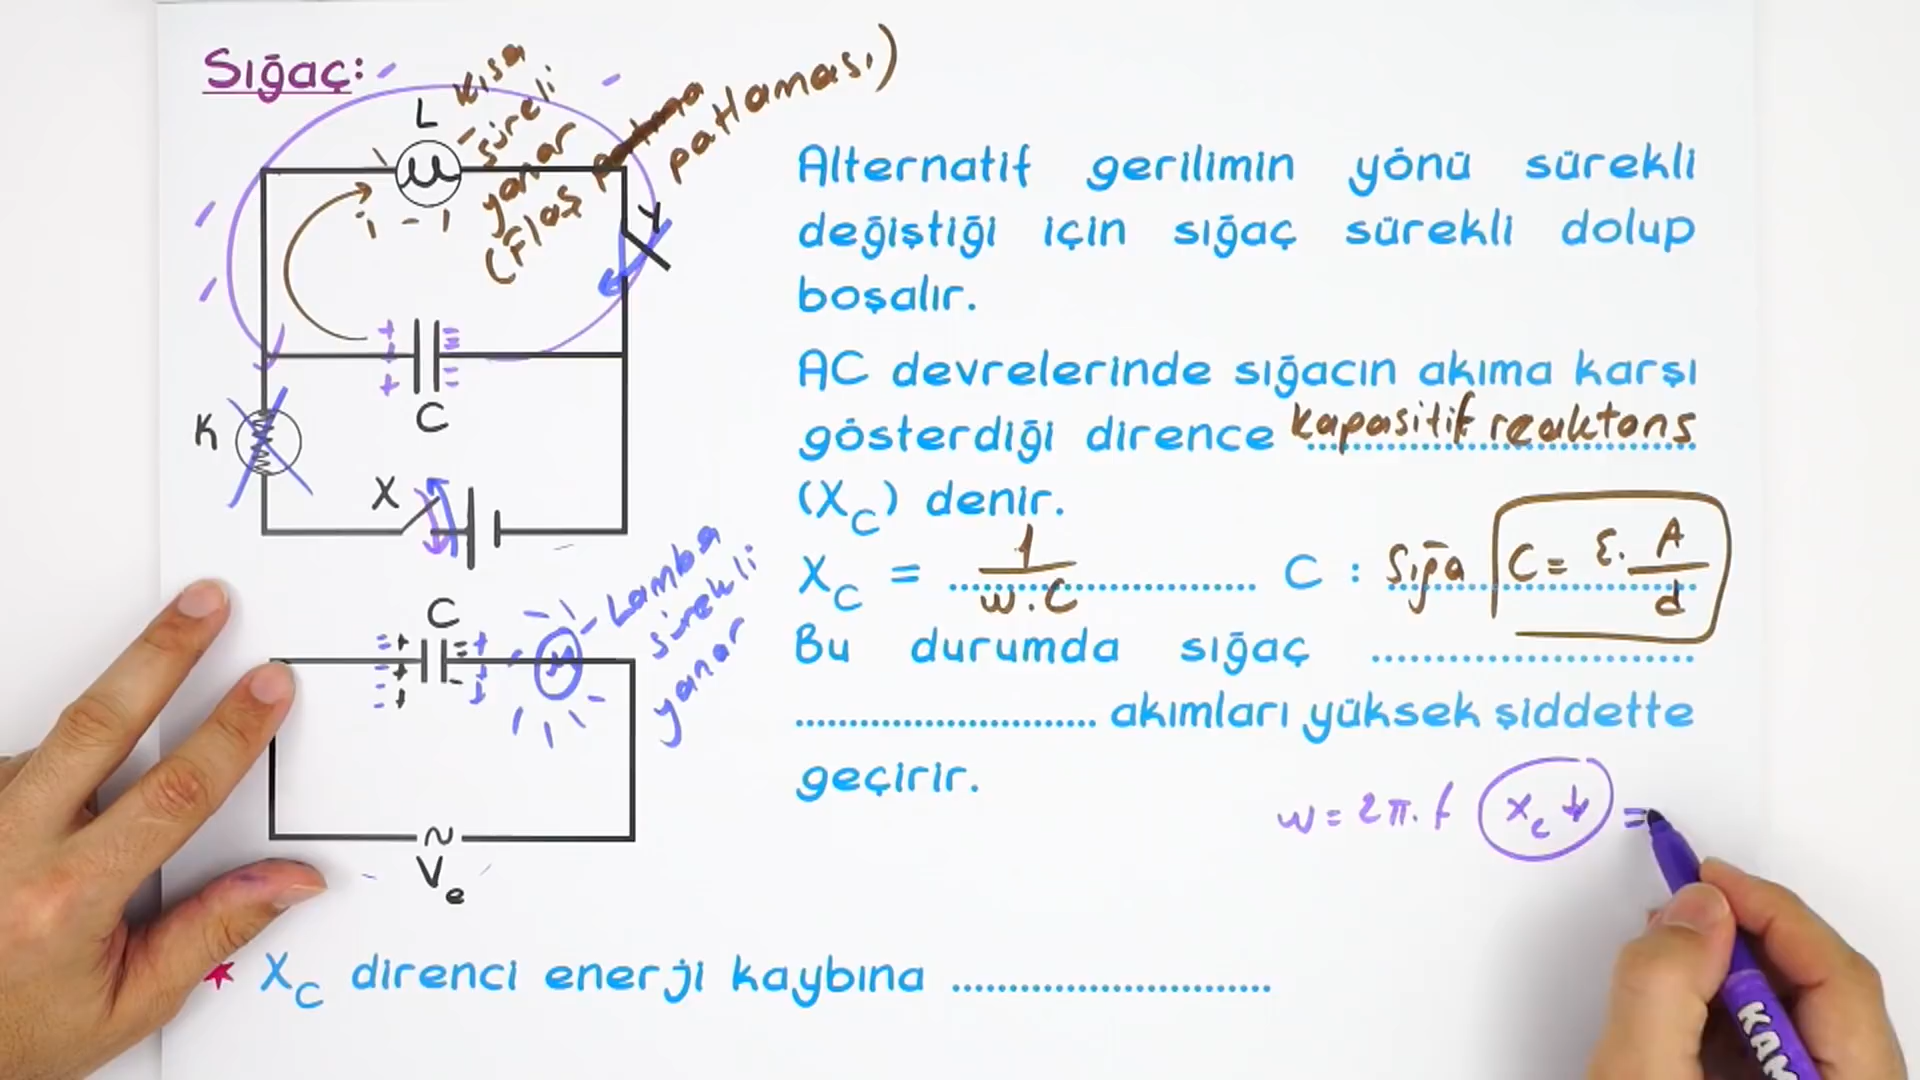 Sığaç:
L
Kısa
süreli
yanar
(Flaş patlaması)
i
Y
C
K
X
C
Lamba
sürekli
yanar
~
Ve
Alternatif gerilimin yönü sürekli
değiştiği için sığaç sürekli dolup
boşalır.
AC devrelerinde sığacın akıma karşı
gösterdiği dirence kapasitif reaktans
(XC) denir.
XC = 1 / w.C C : Sığa C = ε. A / d
Bu durumda sığaç ....................
.................... akımları yüksek şiddette
geçirir.
w = 2π.f Xc ↓ =
★ XC direnci enerji kaybına ....................
KAM